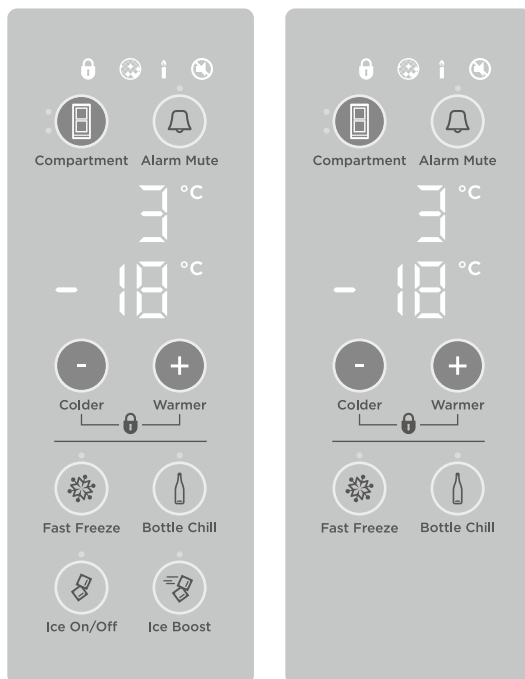 Compartment Alarm Mute
3 °C
- 18 °C
- +
Colder Warmer
Fast Freeze Bottle Chill
Ice On/Off Ice Boost
Compartment Alarm Mute
3 °C
- 18 °C
- +
Colder Warmer
Fast Freeze Bottle Chill